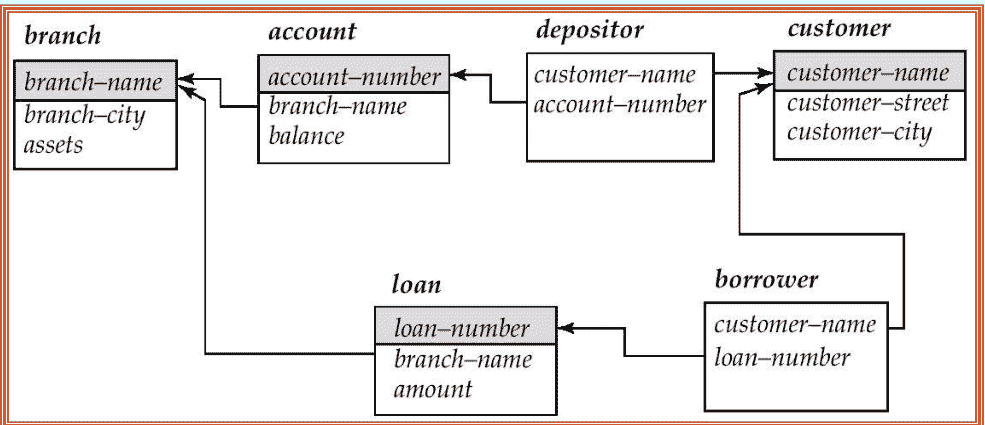 branch
branch–name
branch–city
assets
account
account–number
branch–name
balance
depositor
customer–name
account–number
customer
customer–name
customer–street
customer–city
loan
loan–number
branch–name
amount
borrower
customer–name
loan–number